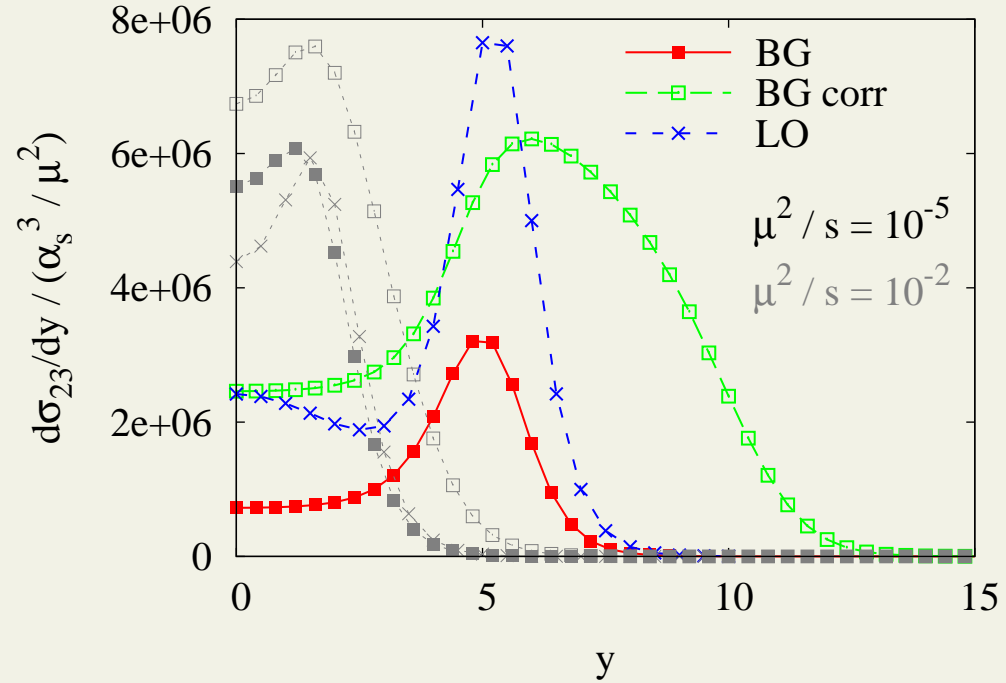 dσ₂₃/dy / (αₛ³ / μ²)
8e+06
6e+06
4e+06
2e+06
0
BG
BG corr
LO
μ² / s = 10⁻⁵
μ² / s = 10⁻²
0 5 10 15
y